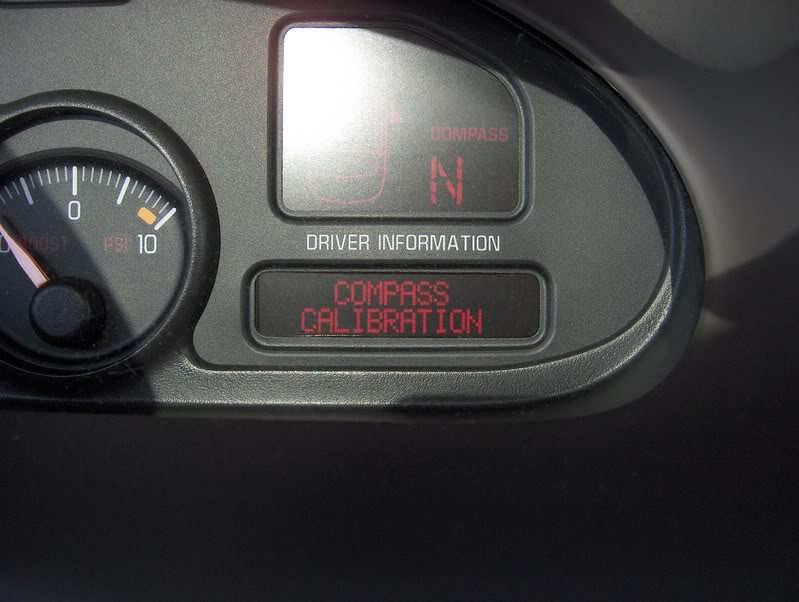 COMPASS
N
0
BOOST PSI 10
DRIVER INFORMATION
COMPASS
CALIBRATION